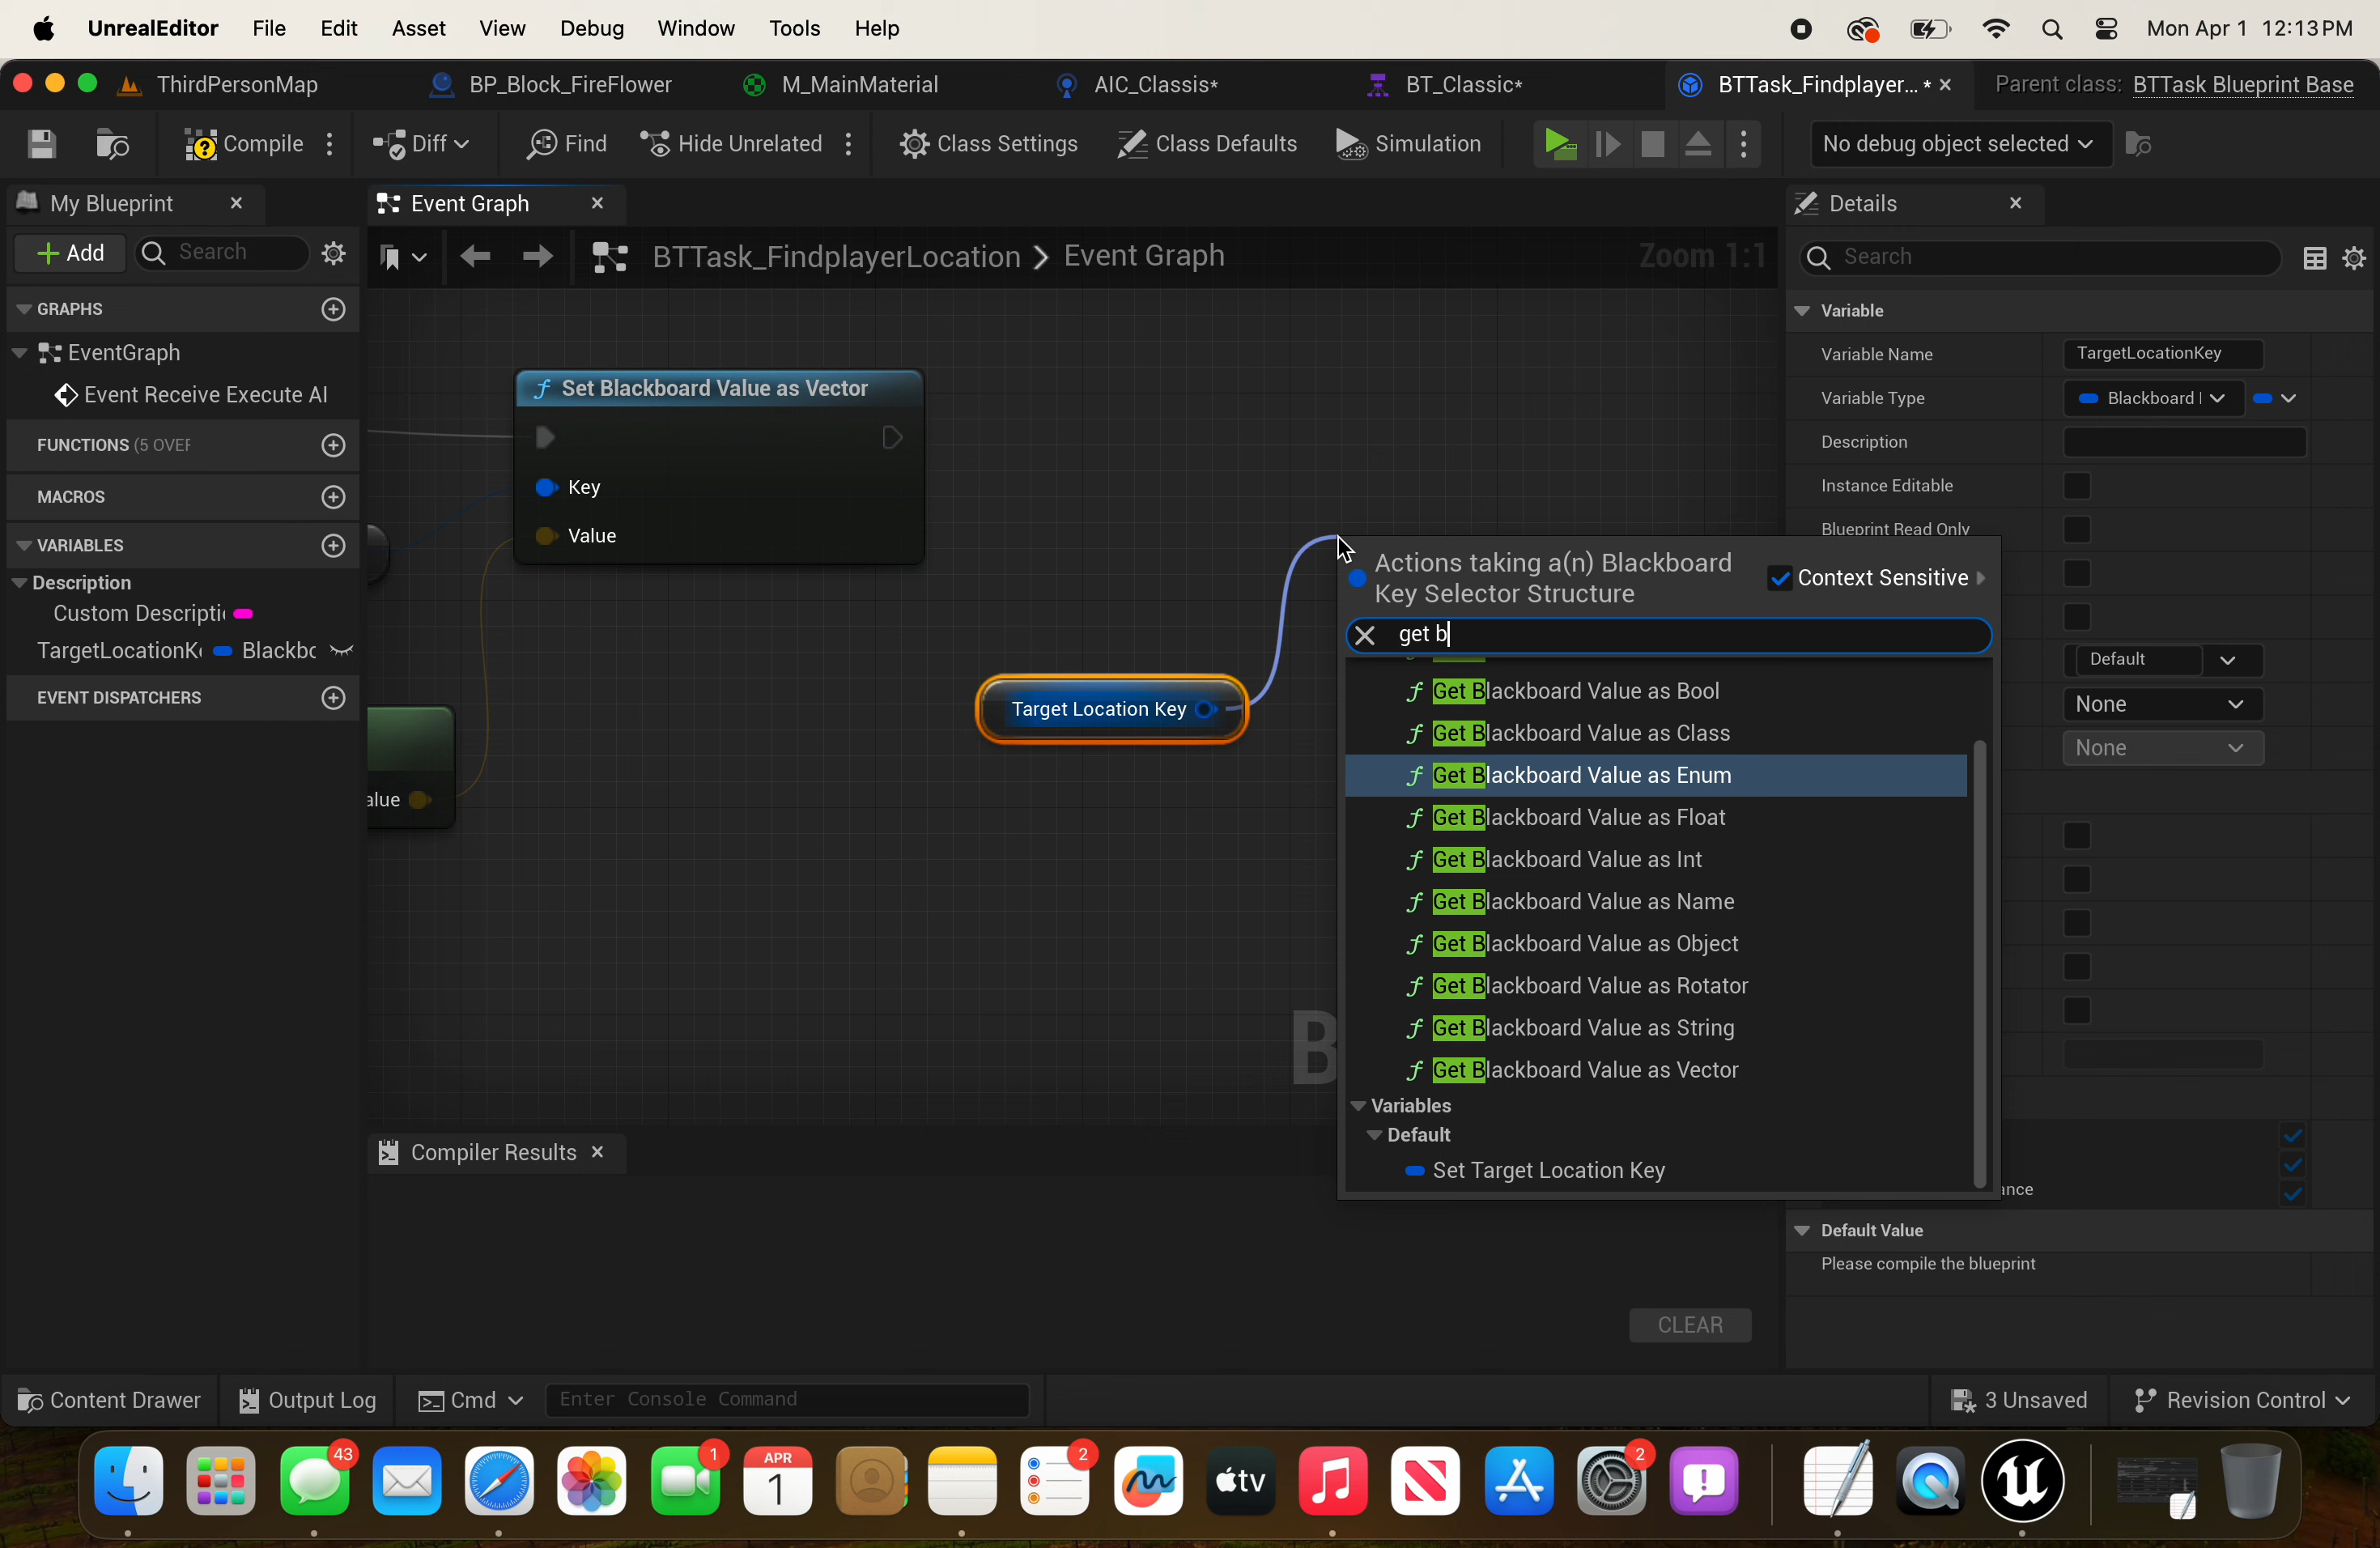 UnrealEditor File Edit Asset View Debug Window Tools Help Mon Apr 1 12:13 PM
ThirdPersonMap BP_Block_FireFlower M_MainMaterial AIC_Classis* BT_Classic* BTTask_Findplayer... * Parent class: BTTask Blueprint Base
Compile Diff Find Hide Unrelated Class Settings Class Defaults Simulation No debug object selected
My Blueprint Event Graph Details
Add Search BTTask_FindplayerLocation > Event Graph Zoom 1:1 Search
GRAPHS Variable
EventGraph Variable Name TargetLocationKey
Event Receive Execute AI Set Blackboard Value as Vector Variable Type Blackboard
FUNCTIONS (5 OVER Description
MACROS Key Instance Editable
VARIABLES Value Blueprint Read Only
Description Actions taking a(n) Blackboard
Key Selector Structure Context Sensitive
Custom Descripti
get b
TargetLocationK Blackbo Default
EVENT DISPATCHERS Target Location Key Get Blackboard Value as Bool None
Get Blackboard Value as Class None
Get Blackboard Value as Enum
alue Get Blackboard Value as Float
Get Blackboard Value as Int
Get Blackboard Value as Name
Get Blackboard Value as Object
Get Blackboard Value as Rotator
B Get Blackboard Value as String
Get Blackboard Value as Vector
Variables
Default
Compiler Results Set Target Location Key
ance
Default Value
Please compile the blueprint
CLEAR
Content Drawer Output Log Cmd Enter Console Command 3 Unsaved Revision Control
43 1 APR 1 2 tv 2